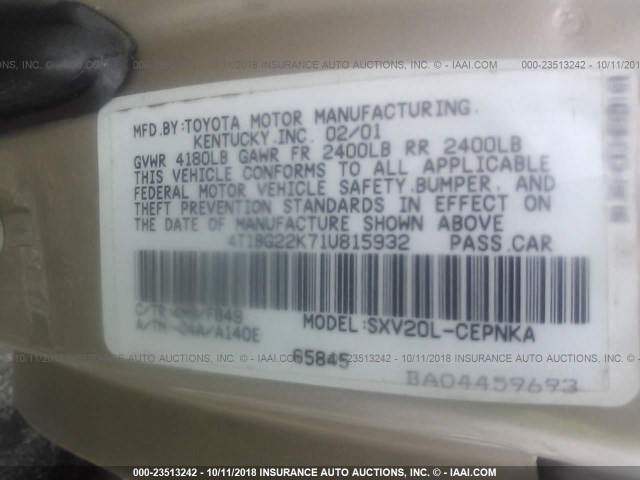 000-23513242 - 10/11/2018 INSURANCE AUTO AUCTIONS, INC. - © - IAAI.COM
MFD.BY:TOYOTA MOTOR MANUFACTURING.
KENTUCKY.INC. 02/01
GVWR 4180LB GAWR FR 2400LB RR 2400LB
THIS VEHICLE CONFORMS TO ALL APPLICABLE
FEDERAL MOTOR VEHICLE SAFETY.BUMPER. AND
THEFT PREVENTION STANDARDS IN EFFECT ON
THE DATE OF MANUFACTURE SHOWN ABOVE.
4T1BG22K71U815932 PASS.CAR
C/TR /FB49
A/TM -04A/A140E
MODEL:SXV20L-CEPNKA
65845
BA04459693
000-23513242 - 10/11/2018 INSURANCE AUTO AUCTIONS, INC. - © - IAAI.COM